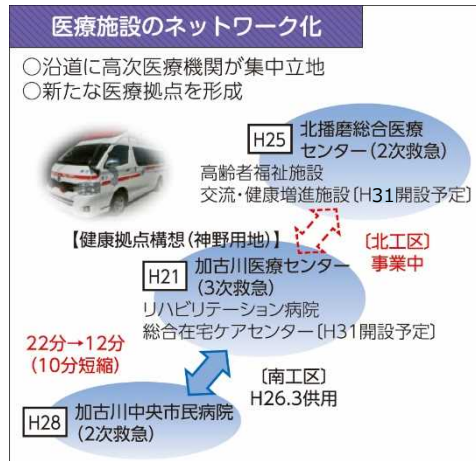 医療施設のネットワーク化
○沿道に高次医療機関が集中立地
○新たな医療拠点を形成
H25 北播磨総合医療
センター(2次救急)
高齢者福祉施設
交流・健康増進施設〔H31開設予定〕
【健康拠点構想(神野用地)】
〔北工区〕
事業中
H21 加古川医療センター
(3次救急)
リハビリテーション病院
総合在宅ケアセンター〔H31開設予定〕
22分→12分
(10分短縮)
〔南工区〕
H26.3供用
H28 加古川中央市民病院
(2次救急)